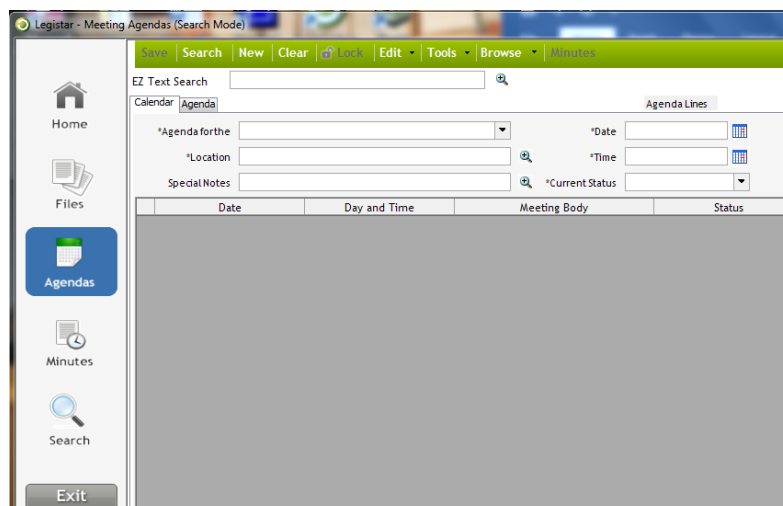 Legistar - Meeting Agendas (Search Mode)
Save Search New Clear Lock Edit Tools Browse Minutes
EZ Text Search
Calendar Agenda Agenda Lines
*Agenda forthe *Date
*Location *Time
Special Notes *Current Status
Date Day and Time Meeting Body Status
Home
Files
Agendas
Minutes
Search
Exit